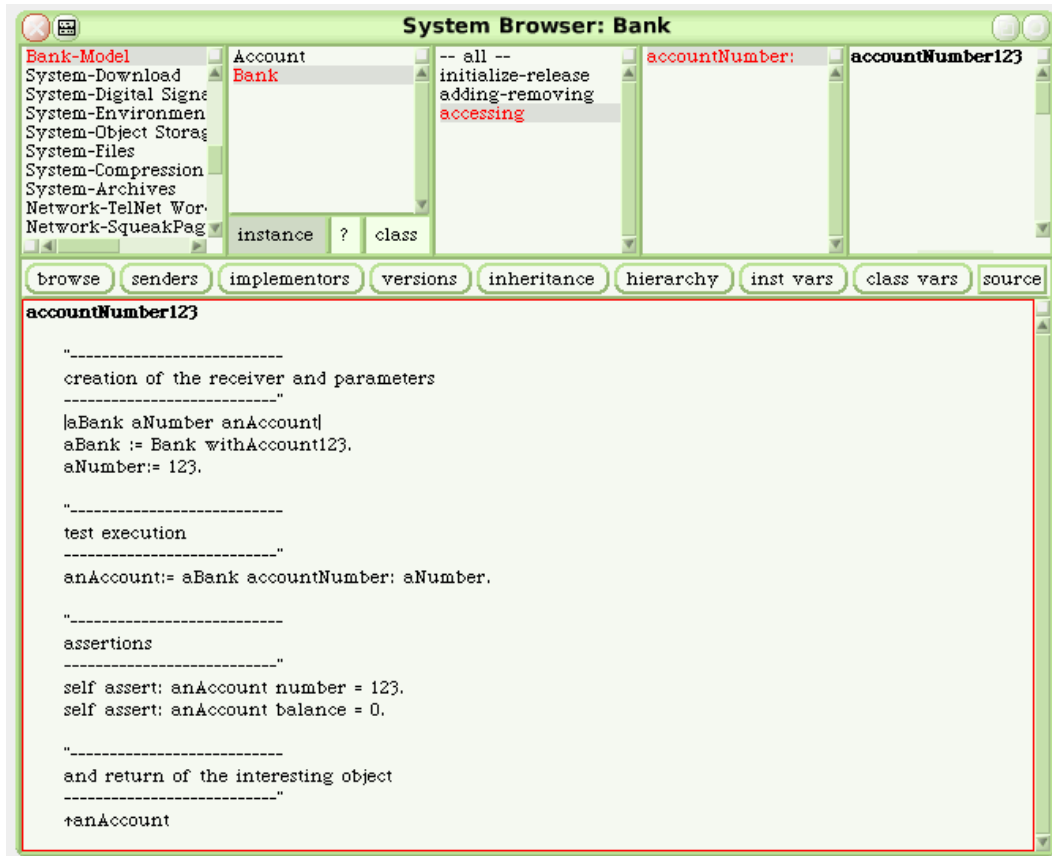 System Browser: Bank
Bank-Model
System-Download
System-Digital Signa
System-Environmen
System-Object Storag
System-Files
System-Compression
System-Archives
Network-TelNet Wor
Network-SqueakPag
Account
Bank
instance ? class
-- all --
initialize-release
adding-removing
accessing
accountNumber:
accountNumber123
browse senders implementors versions inheritance hierarchy inst vars class vars source
accountNumber123
"---------------------------
creation of the receiver and parameters
---------------------------"
|aBank aNumber anAccount|
aBank := Bank withAccount123.
aNumber:= 123.
"---------------------------
test execution
---------------------------"
anAccount:= aBank accountNumber: aNumber.
"---------------------------
assertions
---------------------------"
self assert: anAccount number = 123.
self assert: anAccount balance = 0.
"---------------------------
and return of the interesting object
---------------------------"
↑anAccount